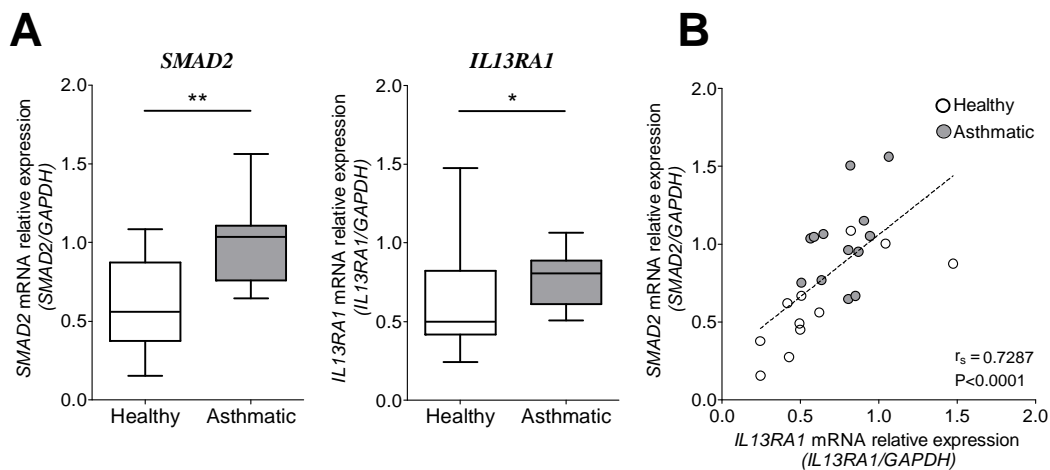 A
SMAD2
SMAD2 mRNA relative expression
(SMAD2/GAPDH)
2.0
1.5
1.0
0.5
0.0
**
Healthy
Asthmatic
IL13RA1
IL13RA1 mRNA relative expression
(IL13RA1/GAPDH)
2.0
1.5
1.0
0.5
0.0
*
Healthy
Asthmatic
B
SMAD2 mRNA relative expression
(SMAD2/GAPDH)
2.0
1.5
1.0
0.5
0.0
Healthy
Asthmatic
rs = 0.7287
P<0.0001
0.0 0.5 1.0 1.5 2.0
IL13RA1 mRNA relative expression
(IL13RA1/GAPDH)